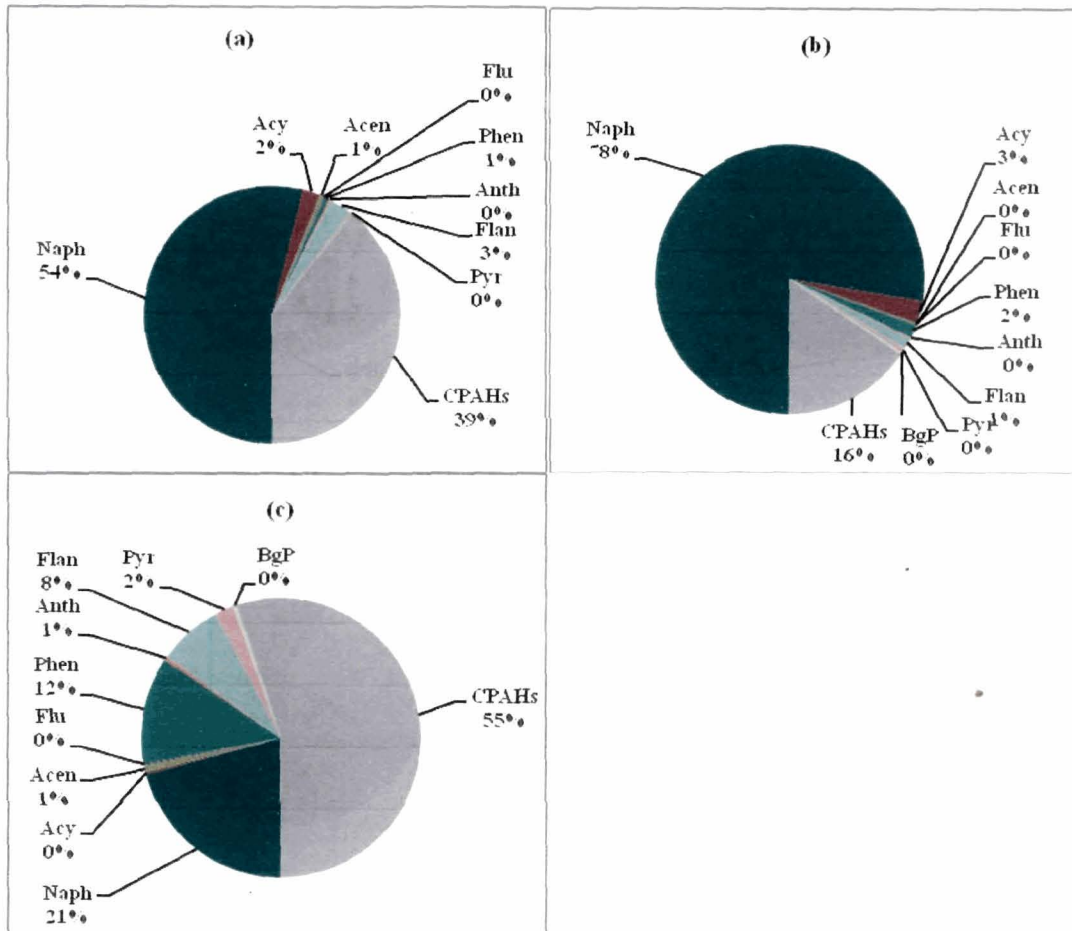 (a)
Flu
0%
Acy
2%
Acen
1%
Phen
1%
Anth
0%
Flan
3%
Pyr
0%
Naph
54%
CPAHs
39%
(b)
Naph
78%
Acy
3%
Acen
0%
Flu
0%
Phen
2%
Anth
0%
Flan
1%
Pyr
0%
BgP
0%
CPAHs
16%
(c)
Flan
8%
Pyr
2%
BgP
0%
Anth
1%
Phen
12%
Flu
0%
Acen
1%
Acy
0%
Naph
21%
CPAHs
55%